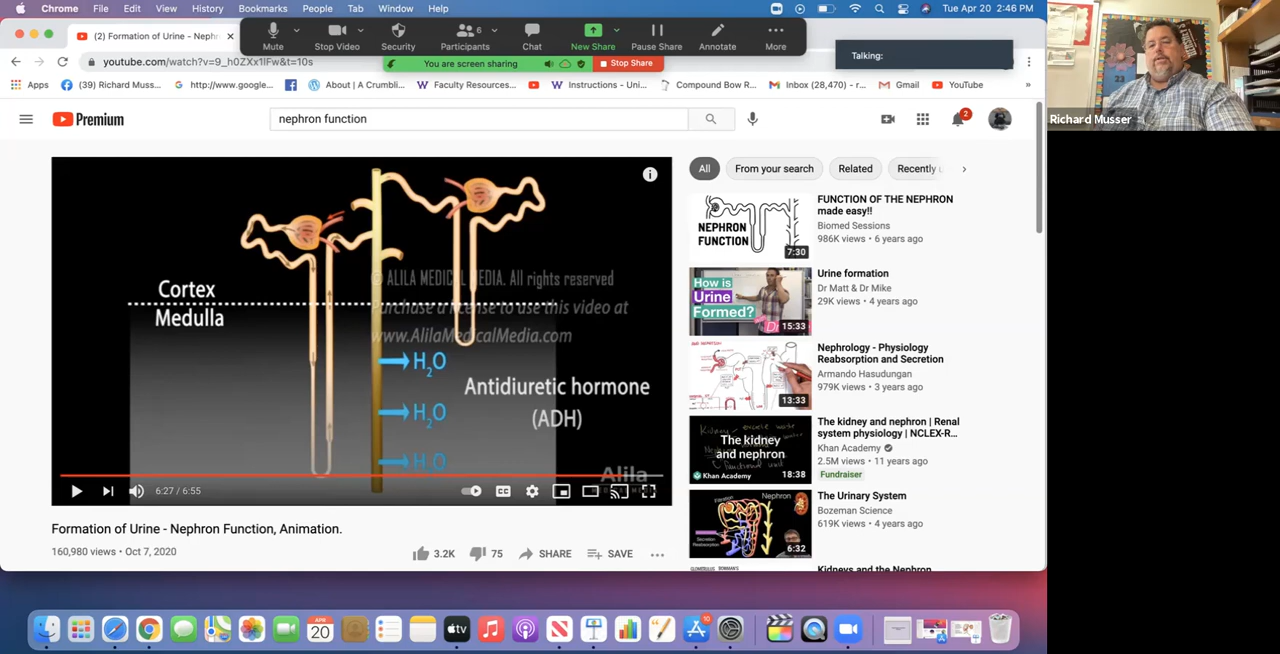 Chrome File Edit View History Bookmarks People Tab Window Help
Tue Apr 20 2:46 PM
(2) Formation of Urine - Nephr
Mute
Stop Video
Security
Participants 6
Chat
New Share
Pause Share
Annotate
More
You are screen sharing
Stop Share
Talking:
youtube.com/watch?v=9_h0ZXx1lFw&t=10s
Apps
(39) Richard Muss...
http://www.google...
About | A Crumbli...
Faculty Resources...
Instructions - Uni...
Compound Bow R...
Inbox (28,470) - r...
Gmail
YouTube
»
Premium
nephron function
2
Richard Musser
23
Cortex
Medulla
© ALILA MEDICAL MEDIA. All rights reserved
Purchase a license to use this video at
www.AlilaMedicalMedia.com
H2O
H2O
H2O
Antidiuretic hormone
(ADH)
Alila
6:27 / 6:55
CC
Formation of Urine - Nephron Function, Animation.
160,980 views • Oct 7, 2020
3.2K
75
SHARE
SAVE
All
From your search
Related
Recently u
NEPHRON
FUNCTION
7:30
FUNCTION OF THE NEPHRON
made easy!!
Biomed Sessions
986K views • 6 years ago
How is
Urine
Formed?
15:33
Urine formation
Dr Matt & Dr Mike
29K views • 4 years ago
13:33
Nephrology - Physiology
Reabsorption and Secretion
Armando Hasudungan
979K views • 3 years ago
The kidney
and nephron
Khan Academy
18:38
The kidney and nephron | Renal
system physiology | NCLEX-R...
Khan Academy
2.5M views • 11 years ago
Fundraiser
Nephron
6:32
The Urinary System
Bozeman Science
619K views • 4 years ago
Kidneys and the Nephron
APR
20
tv
10